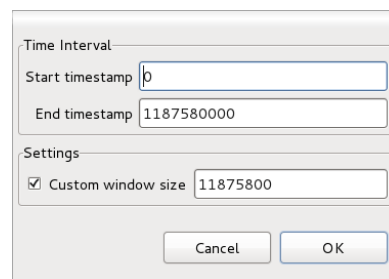 Time Interval
Start timestamp 0
End timestamp 1187580000
Settings
Custom window size 11875800
Cancel OK